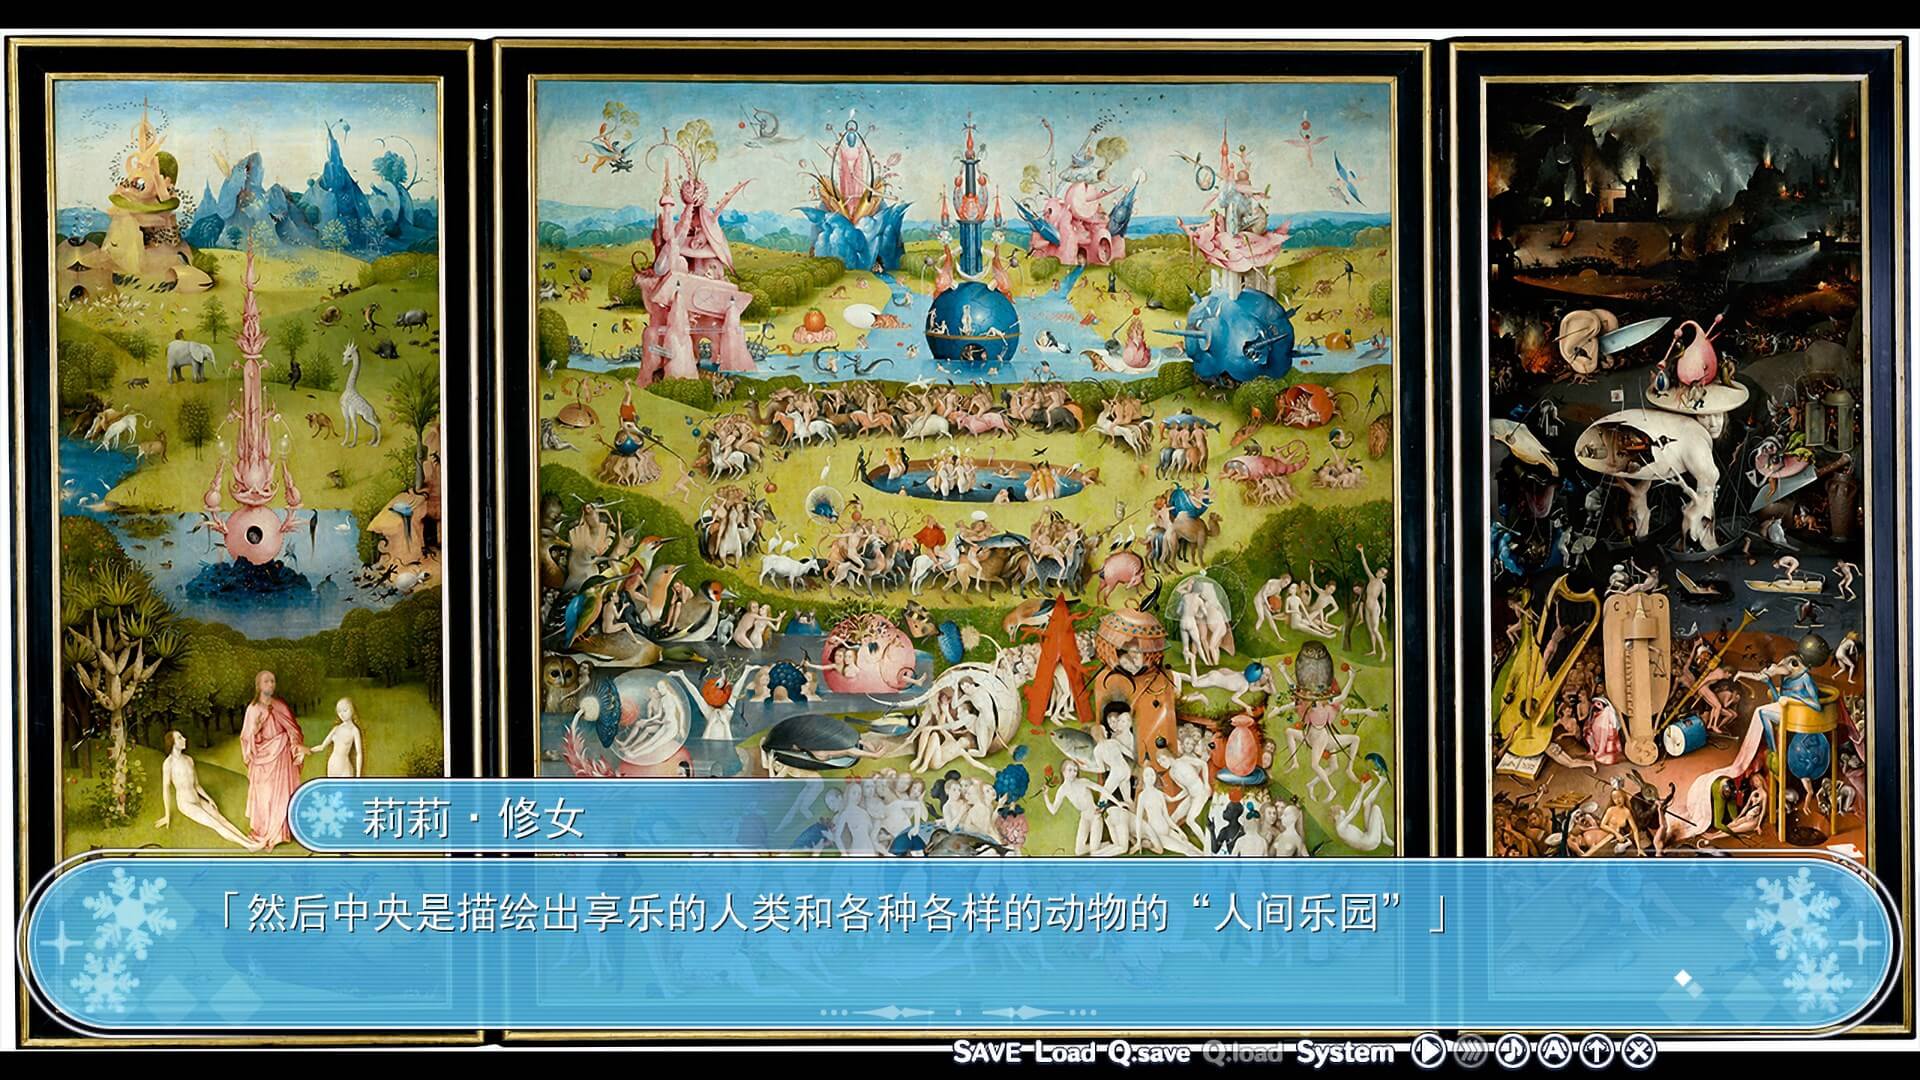 莉莉·修女
「然后中央是描绘出享乐的人类和各种各样的动物的“人间乐园”」
SAVE Load Q.save Q.load System